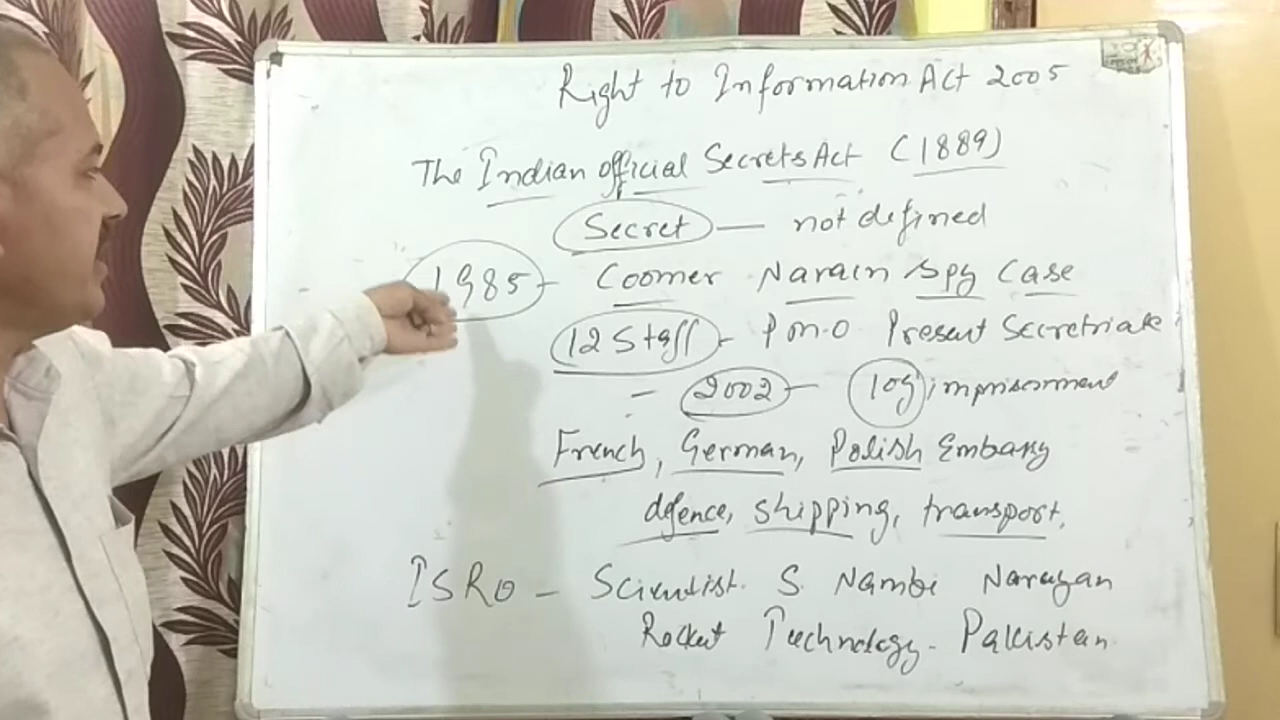 Right to Information Act 2005
The Indian official Secrets Act (1889)
Secret — not defined
1985 - Coomer Narain Spy Case
12 Staff - P.M.O Present Secretriate
- 2002 - 10y imprisonment
French, German, Polish Embassy
defence, shipping, transport.
ISRO - Scientist. S. Nambi Narayan
Rocket Technology. Pakistan